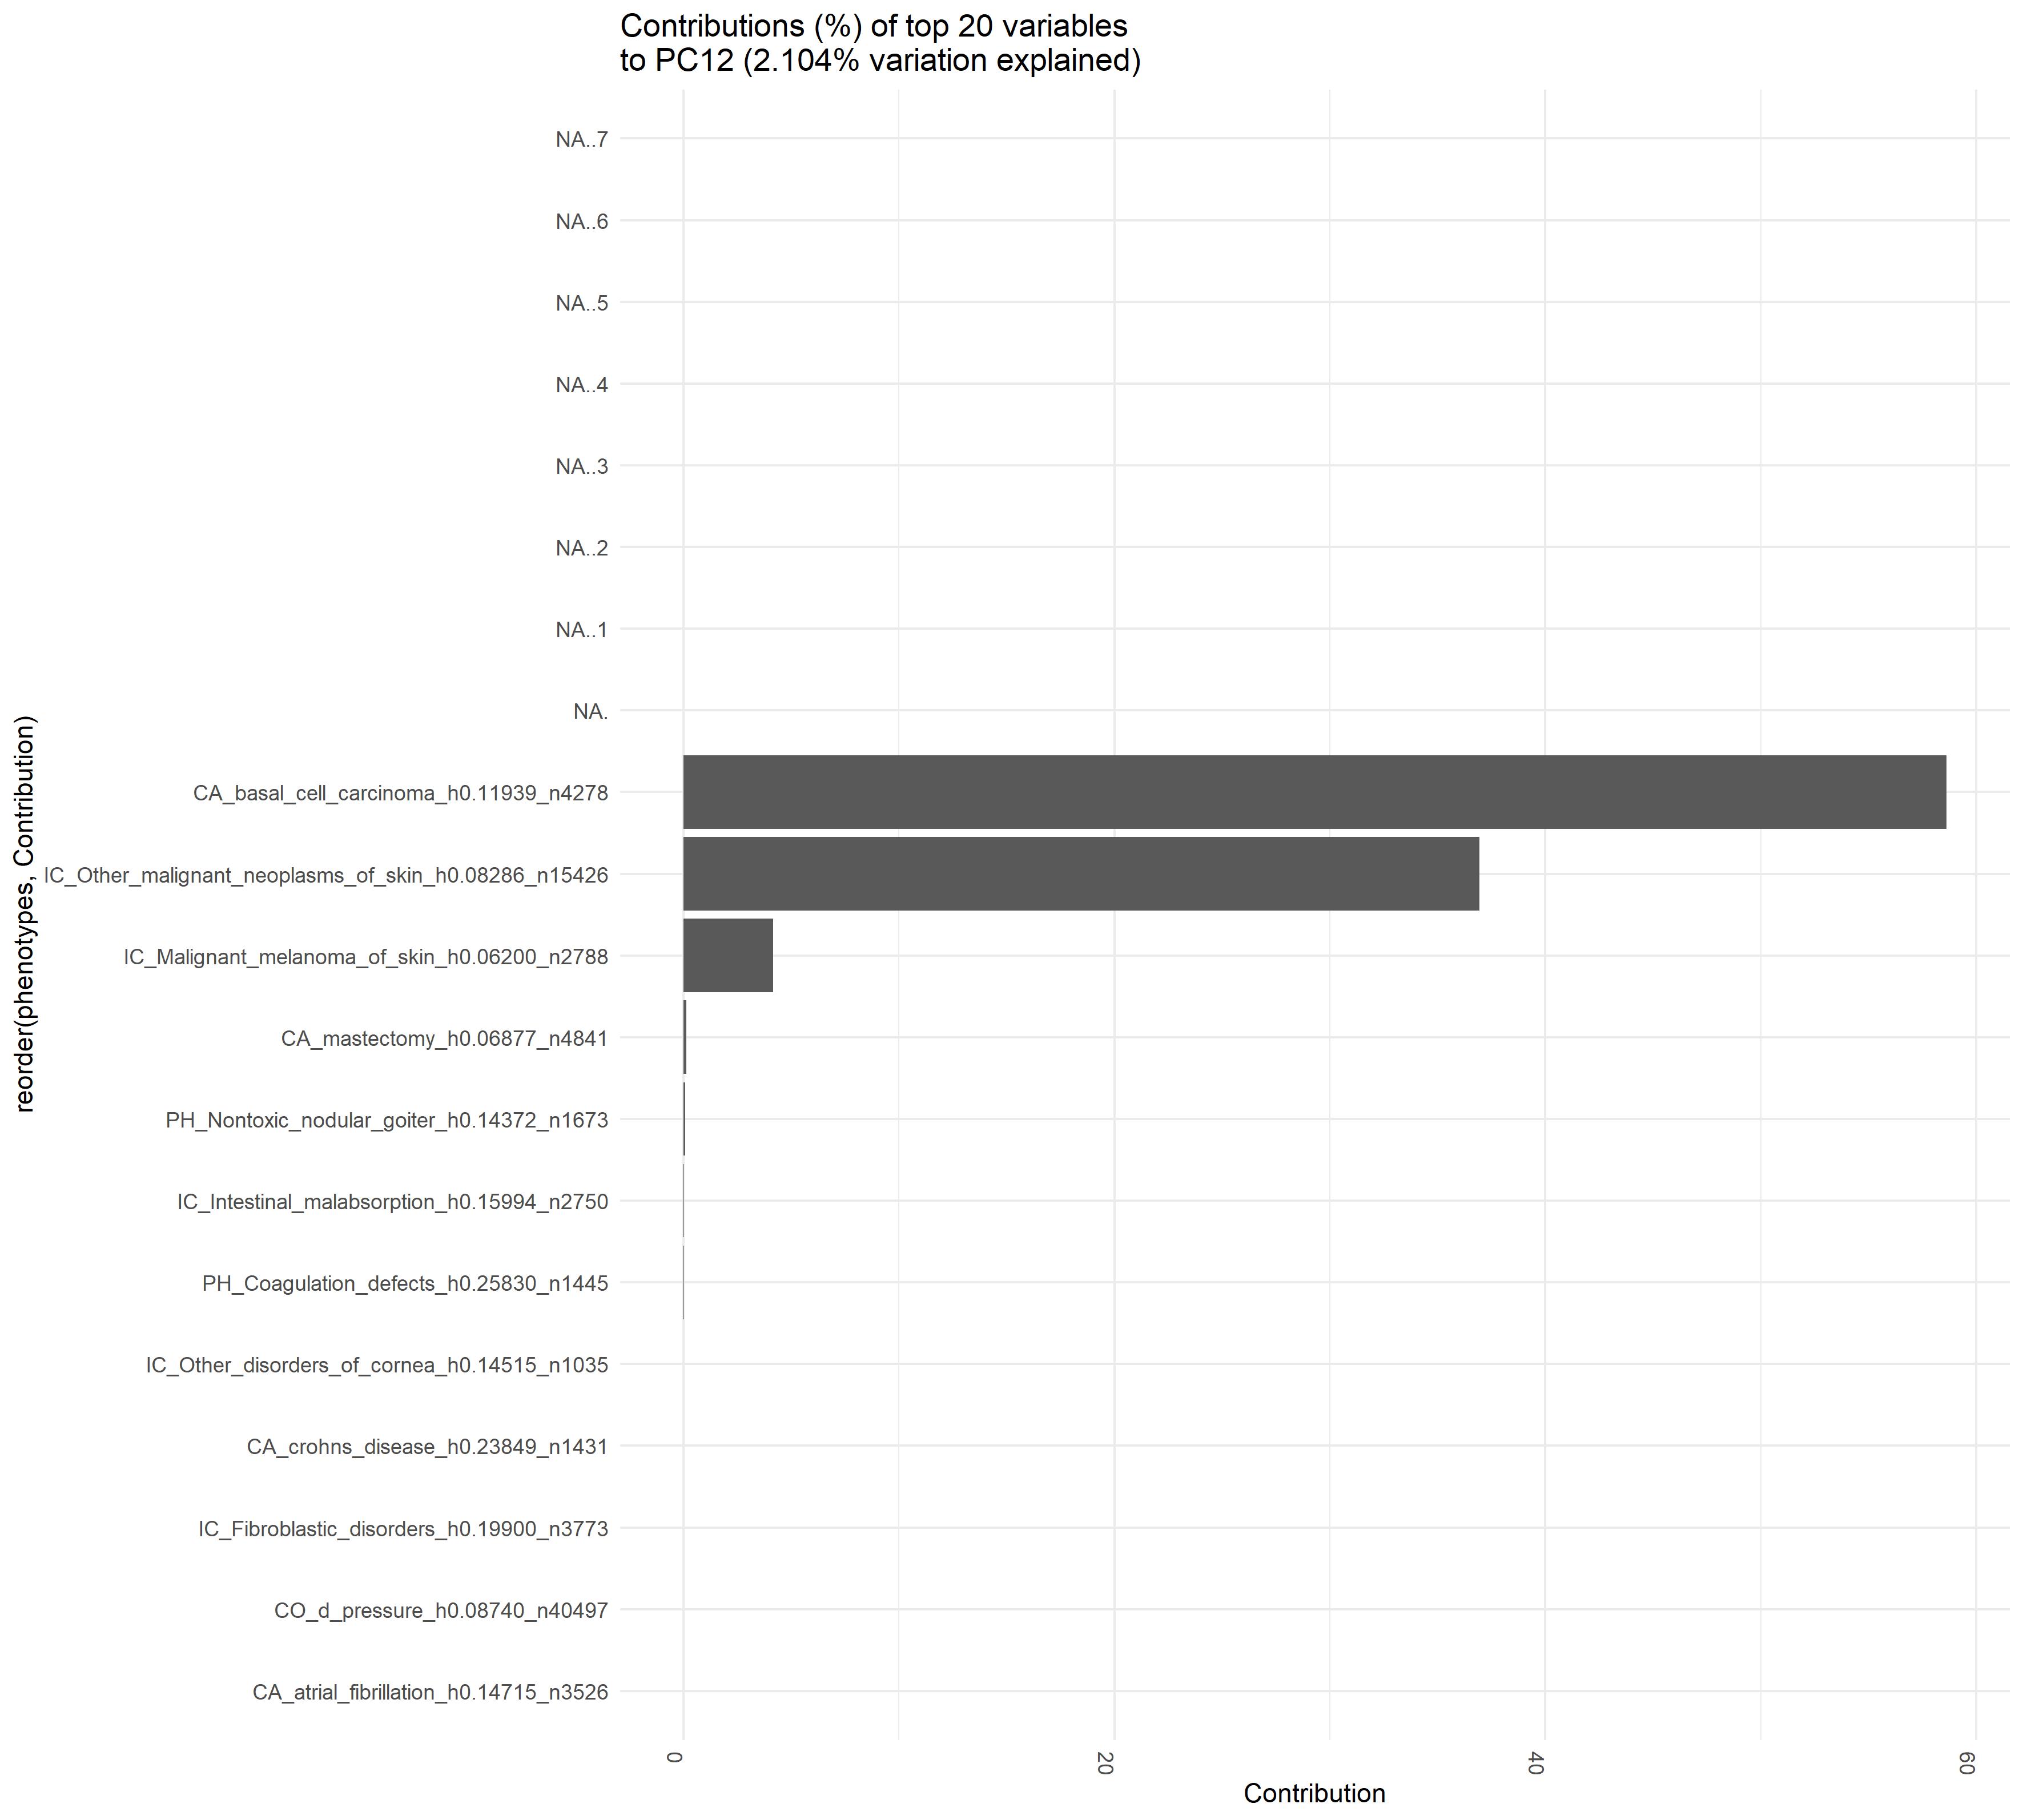 Contributions (%) of top 20 variables
to PC12 (2.104% variation explained)
NA..7
NA..6
NA..5
NA..4
NA..3
NA..2
NA..1
NA.
CA_basal_cell_carcinoma_h0.11939_n4278
IC_Other_malignant_neoplasms_of_skin_h0.08286_n15426
IC_Malignant_melanoma_of_skin_h0.06200_n2788
CA_mastectomy_h0.06877_n4841
PH_Nontoxic_nodular_goiter_h0.14372_n1673
IC_Intestinal_malabsorption_h0.15994_n2750
PH_Coagulation_defects_h0.25830_n1445
IC_Other_disorders_of_cornea_h0.14515_n1035
CA_crohns_disease_h0.23849_n1431
IC_Fibroblastic_disorders_h0.19900_n3773
CO_d_pressure_h0.08740_n40497
CA_atrial_fibrillation_h0.14715_n3526
reorder(phenotypes, Contribution)
0
20
40
60
Contribution